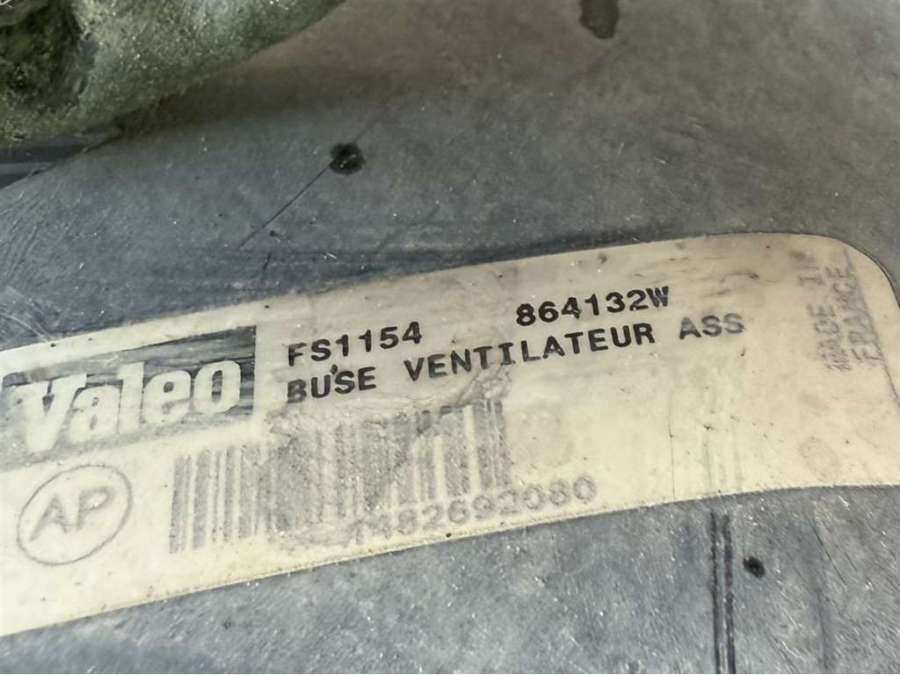 Valeo
FS1154 864132W
BUSE VENTILATEUR ASS
AP
1482692080
MADE IN
FRANCE